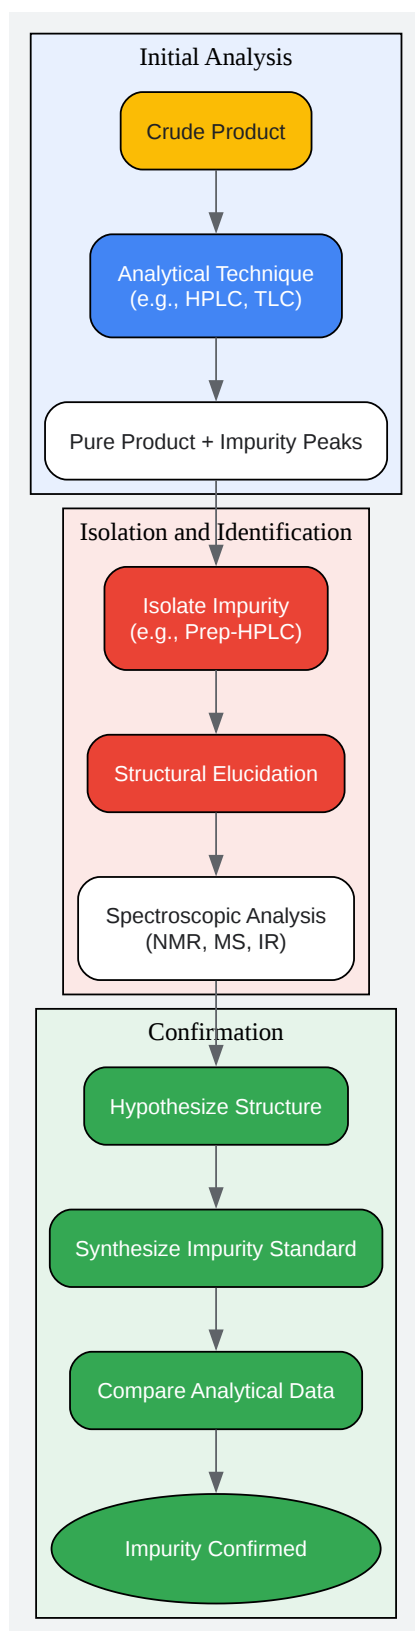 Initial Analysis
Crude Product
Analytical Technique
(e.g., HPLC, TLC)
Pure Product + Impurity Peaks
Isolation and Identification
Isolate Impurity
(e.g., Prep-HPLC)
Structural Elucidation
Spectroscopic Analysis
(NMR, MS, IR)
Confirmation
Hypothesize Structure
Synthesize Impurity Standard
Compare Analytical Data
Impurity Confirmed